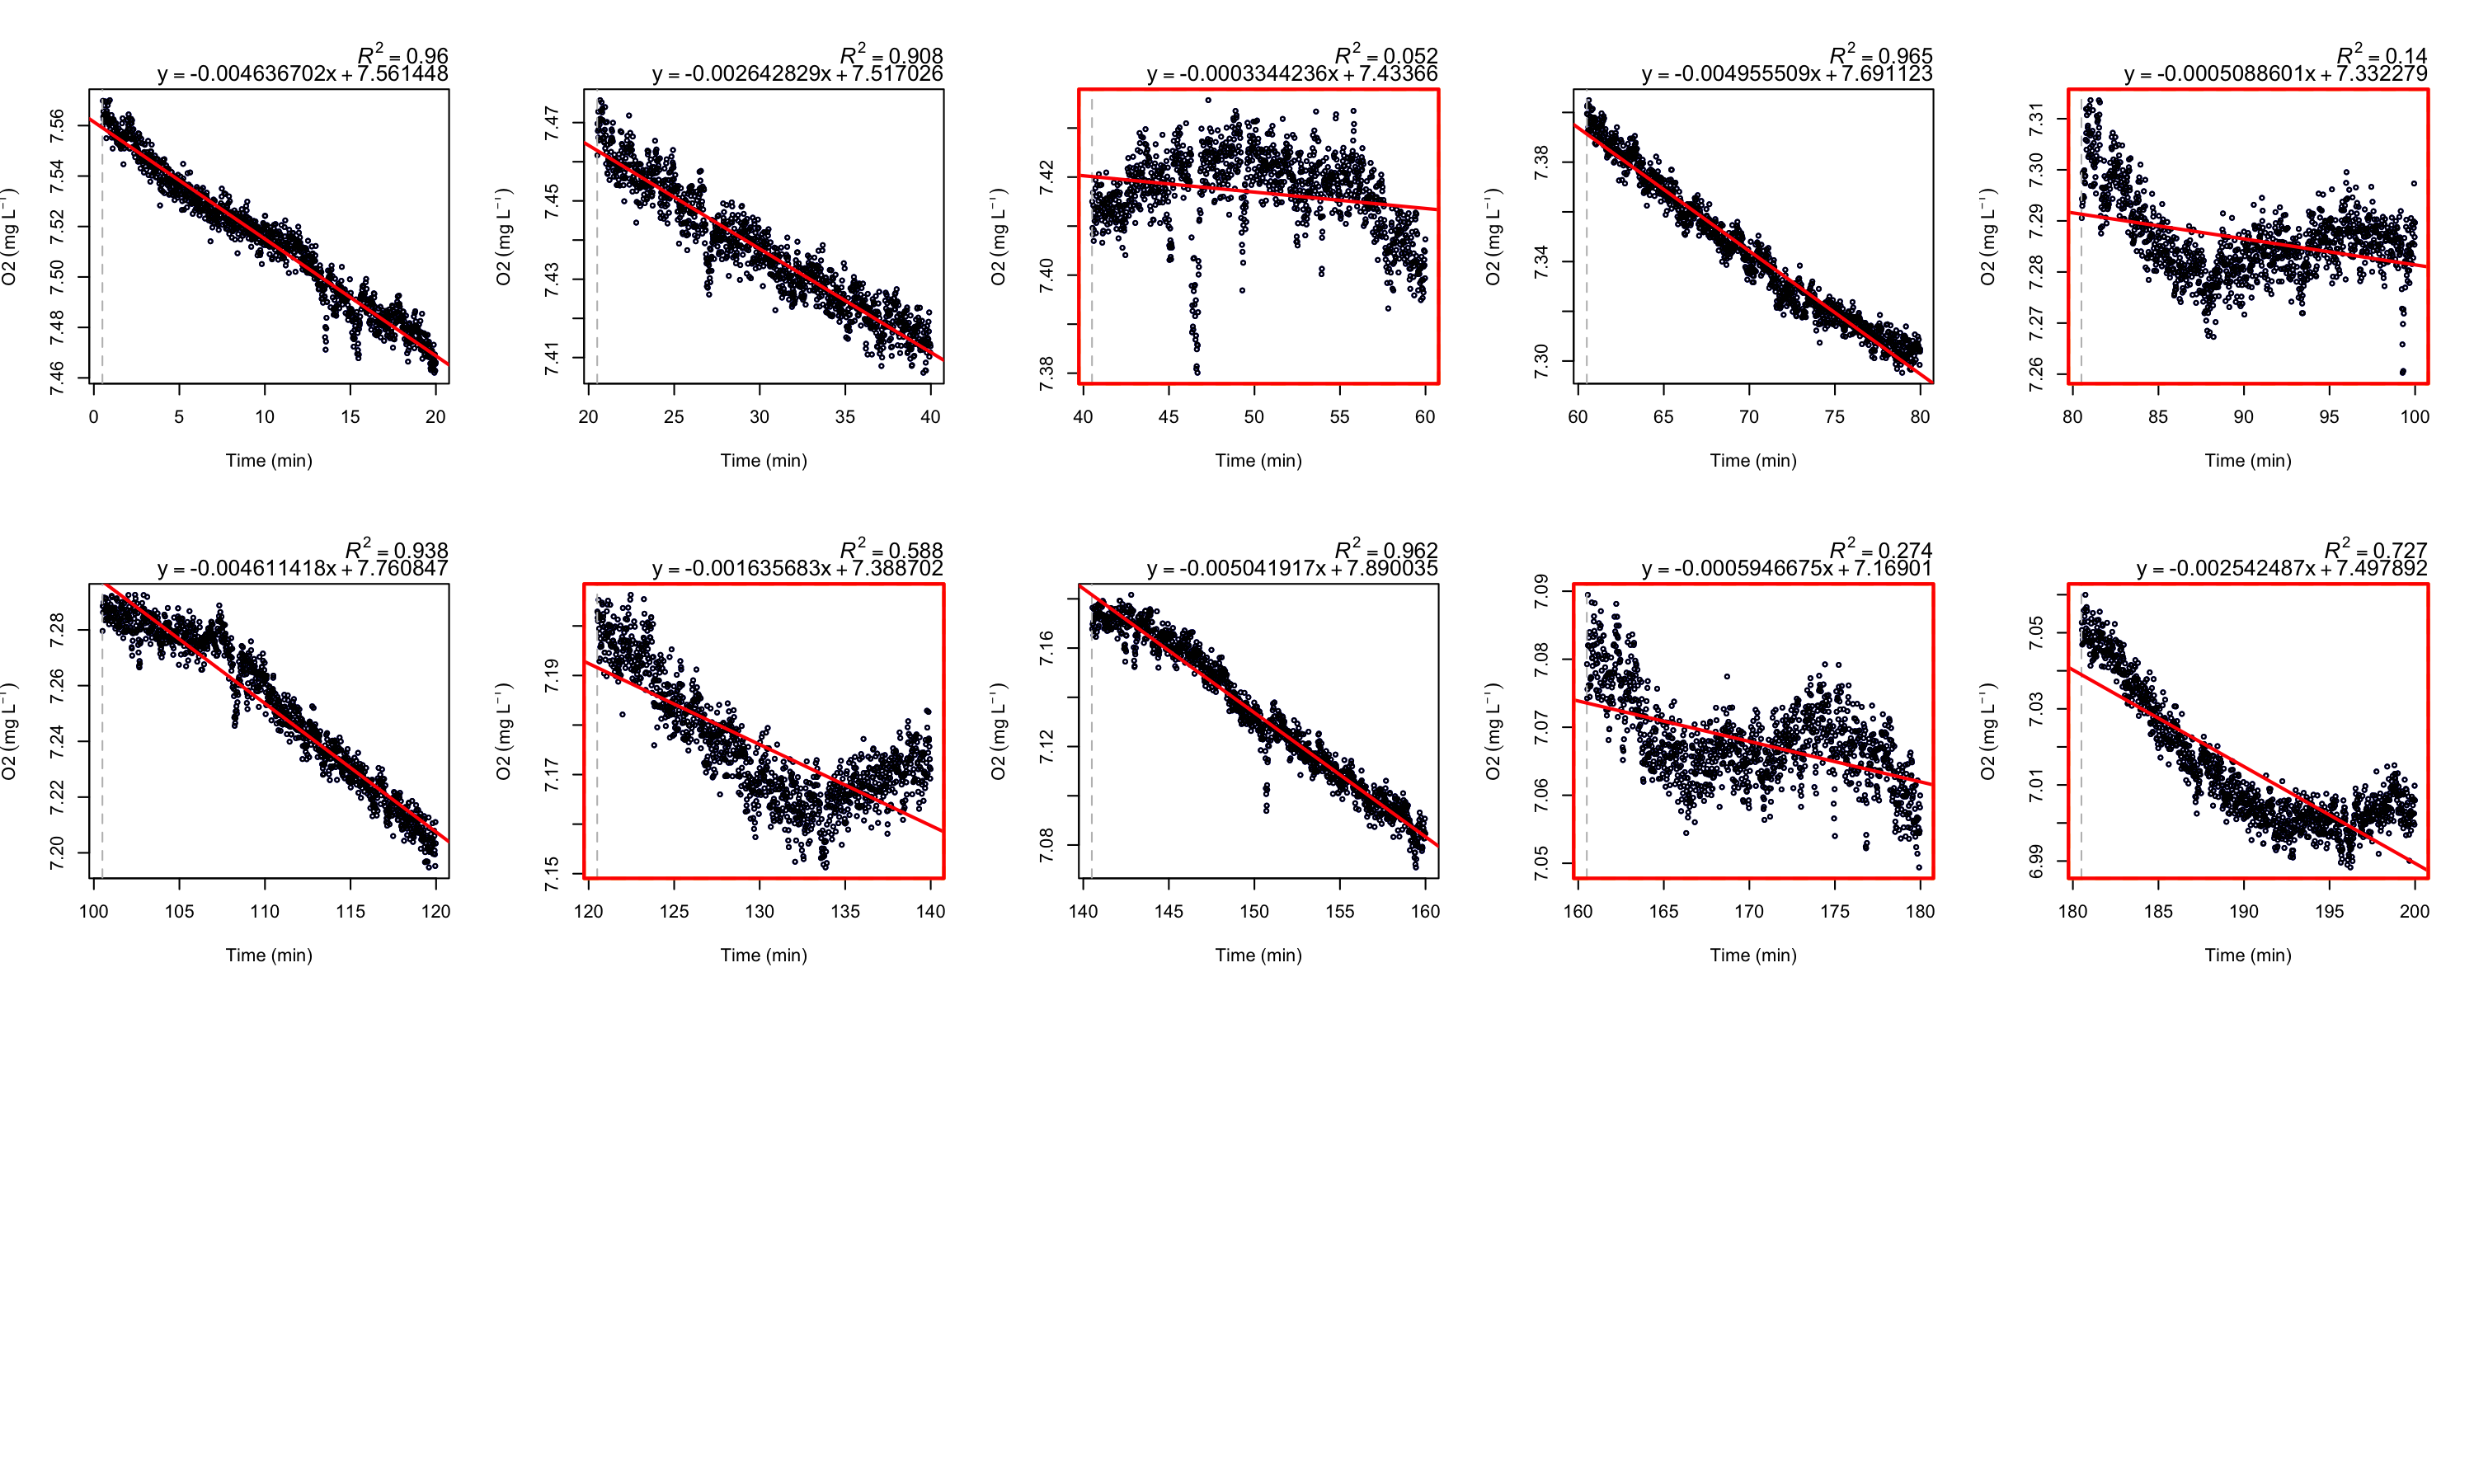 R² = 0.96
y = -0.004636702x + 7.561448
O2 (mg L⁻¹)
7.46 7.48 7.50 7.52 7.54 7.56
0 5 10 15 20
Time (min)
R² = 0.908
y = -0.002642829x + 7.517026
O2 (mg L⁻¹)
7.41 7.43 7.45 7.47
20 25 30 35 40
Time (min)
R² = 0.052
y = -0.0003344236x + 7.43366
O2 (mg L⁻¹)
7.38 7.40 7.42
40 45 50 55 60
Time (min)
R² = 0.965
y = -0.004955509x + 7.691123
O2 (mg L⁻¹)
7.30 7.34 7.38
60 65 70 75 80
Time (min)
R² = 0.14
y = -0.0005088601x + 7.332279
O2 (mg L⁻¹)
7.26 7.27 7.28 7.29 7.30 7.31
80 85 90 95 100
Time (min)
R² = 0.938
y = -0.004611418x + 7.760847
O2 (mg L⁻¹)
7.20 7.22 7.24 7.26 7.28
100 105 110 115 120
Time (min)
R² = 0.588
y = -0.001635683x + 7.388702
O2 (mg L⁻¹)
7.15 7.17 7.19
120 125 130 135 140
Time (min)
R² = 0.962
y = -0.005041917x + 7.890035
O2 (mg L⁻¹)
7.08 7.12 7.16
140 145 150 155 160
Time (min)
R² = 0.274
y = -0.0005946675x + 7.16901
O2 (mg L⁻¹)
7.05 7.06 7.07 7.08 7.09
160 165 170 175 180
Time (min)
R² = 0.727
y = -0.002542487x + 7.497892
O2 (mg L⁻¹)
6.99 7.01 7.03 7.05
180 185 190 195 200
Time (min)